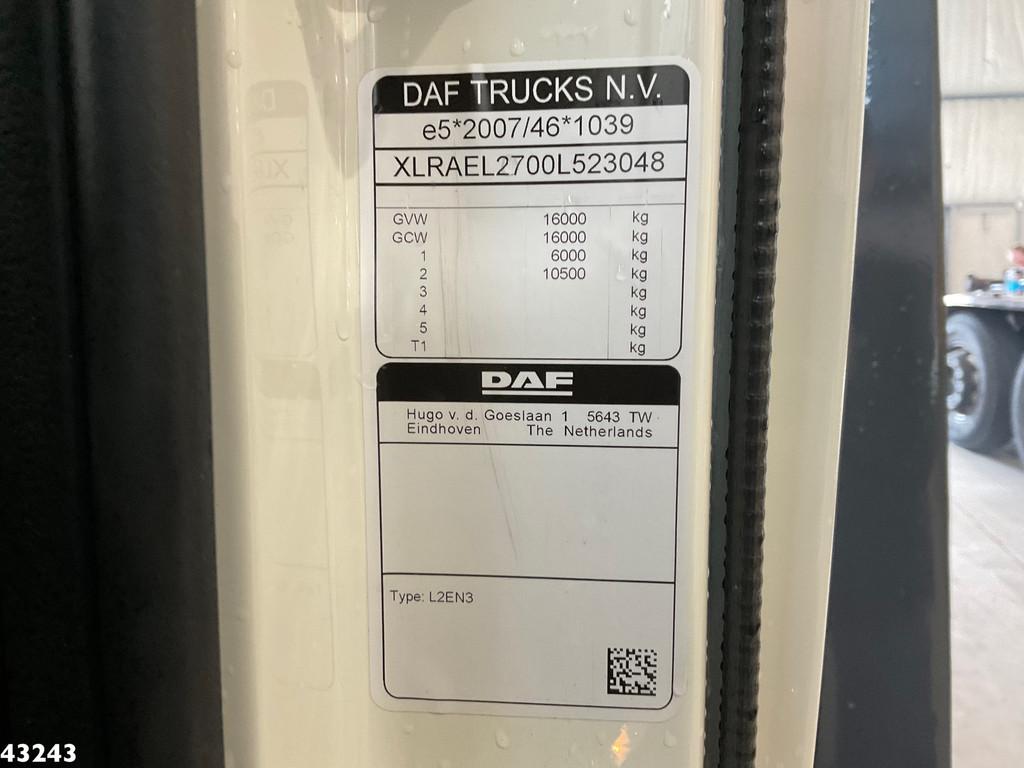 DAF TRUCKS N.V.
e5*2007/46*1039
XLRAEL2700L523048
GVW 16000 kg
GCW 16000 kg
1 6000 kg
2 10500 kg
3 kg
4 kg
5 kg
T1 kg
DAF
Hugo v. d. Goeslaan 1 5643 TW
Eindhoven The Netherlands
Type: L2EN3
43243